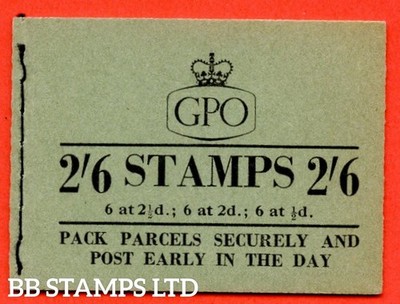 GPO
2/6 STAMPS 2/6
6 at 2½d.; 6 at 2d.; 6 at ½d.
PACK PARCELS SECURELY AND
POST EARLY IN THE DAY
BB STAMPS LTD